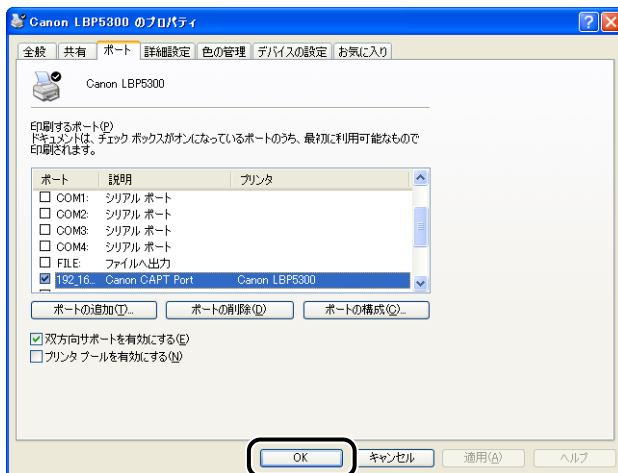 Canon LBP5300 のプロパティ
全般 共有 ポート 詳細設定 色の管理 デバイスの設定 お気に入り
Canon LBP5300
印刷するポート(P)
ドキュメントは、チェック ボックスがオンになっているポートのうち、最初に利用可能なもので
印刷されます。
ポート 説明 プリンタ
COM1: シリアル ポート
COM2: シリアル ポート
COM3: シリアル ポート
COM4: シリアル ポート
FILE: ファイルへ出力
192_16... Canon CAPT Port Canon LBP5300
ポートの追加(T)... ポートの削除(D) ポートの構成(C)...
双方向サポートを有効にする(E)
プリンタ プールを有効にする(N)
OK キャンセル 適用(A) ヘルプ